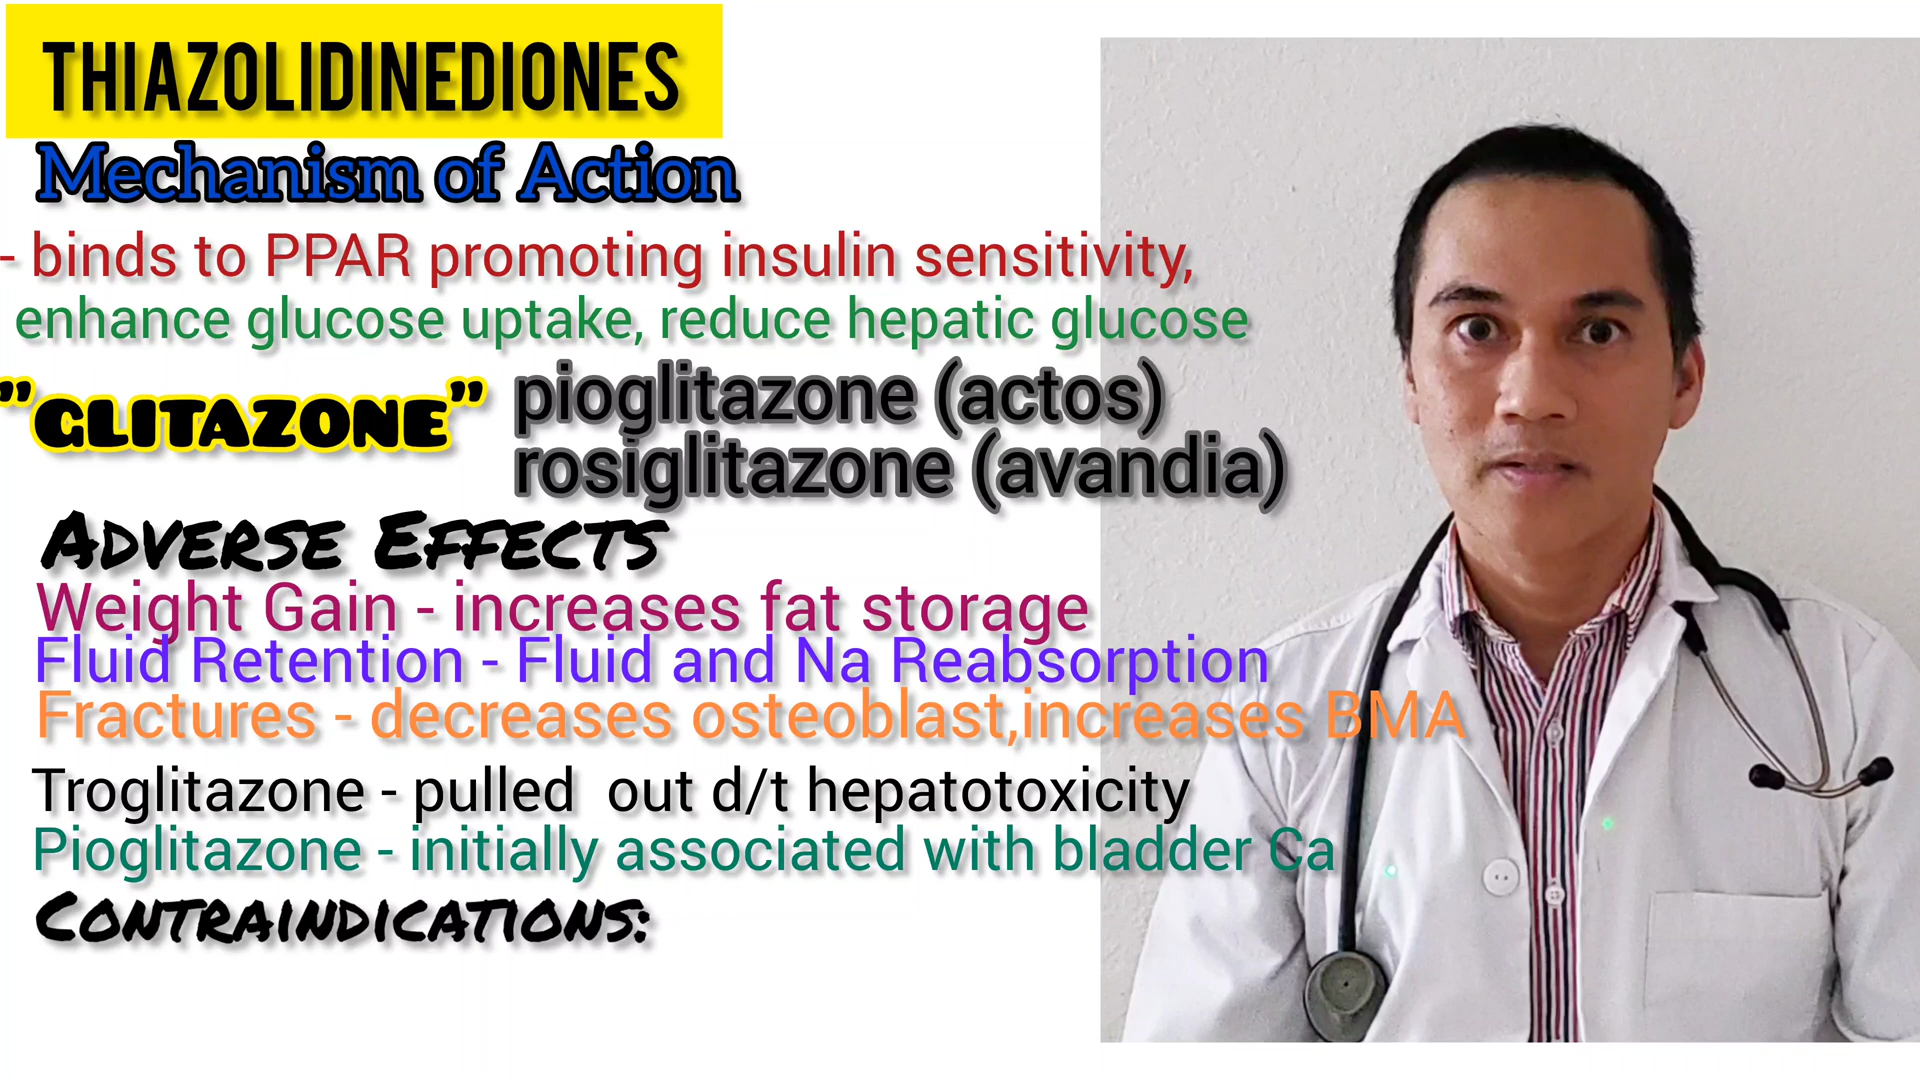 THIAZOLIDINEDIONES
Mechanism of Action
- binds to PPAR promoting insulin sensitivity,
enhance glucose uptake, reduce hepatic glucose
"GLITAZONE"
pioglitazone (actos)
rosiglitazone (avandia)
ADVERSE EFFECTS
Weight Gain - increases fat storage
Fluid Retention - Fluid and Na Reabsorption
Fractures - decreases osteoblast,increases BMA
Troglitazone - pulled out d/t hepatotoxicity
Pioglitazone - initially associated with bladder Ca
CONTRAINDICATIONS: